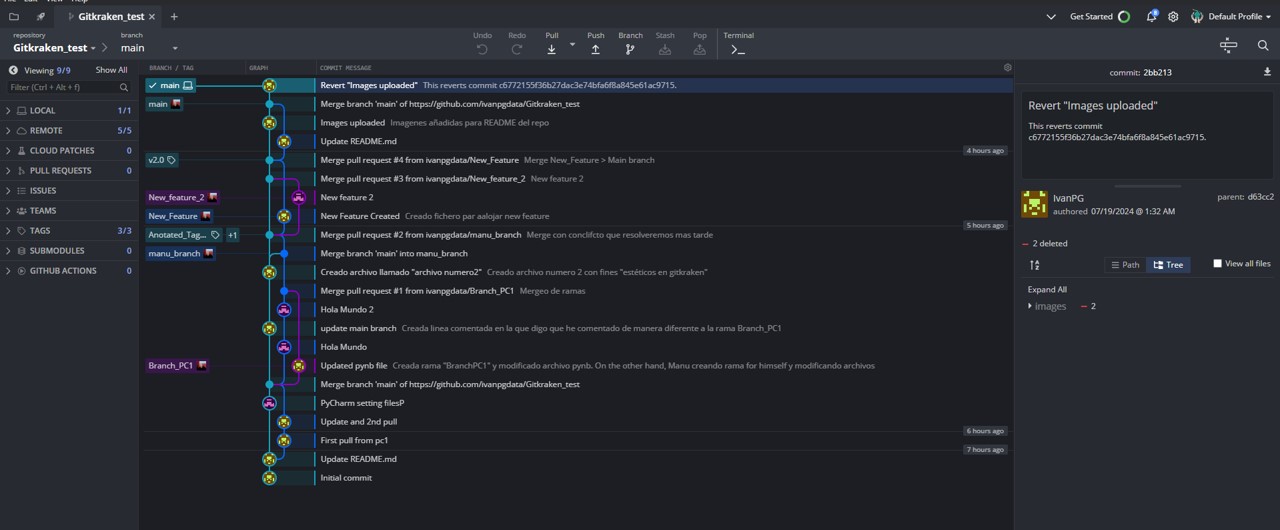 File Edit View Help
Gitkraken_test
Get Started
8
Default Profile
repository
Gitkraken_test
branch
main
Undo Redo Pull Push Branch Stash Pop Terminal
Viewing 9/9 Show All
Filter (Ctrl + Alt + f)
LOCAL 1/1
REMOTE 5/5
CLOUD PATCHES 0
PULL REQUESTS 0
ISSUES
TEAMS
TAGS 3/3
SUBMODULES 0
GITHUB ACTIONS 0
BRANCH / TAG GRAPH COMMIT MESSAGE
main Revert "Images uploaded" This reverts commit c6772155f36b27dac3e74bfa6f8a845e61ac9715.
main Merge branch 'main' of https://github.com/ivanpgdata/Gitkraken_test
Images uploaded Imagenes añadidas para README del repo
Update README.md
4 hours ago
v2.0 Merge pull request #4 from ivanpgdata/New_Feature Merge New_Feature > Main branch
Merge pull request #3 from ivanpgdata/New_feature_2 New feature 2
New_feature_2 New feature 2
New_Feature New Feature Created Creado fichero par aalojar new feature
5 hours ago
Anotated_Tag... +1 Merge pull request #2 from ivanpgdata/manu_branch Merge con conclifcto que resolveremos mas tarde
manu_branch Merge branch 'main' into manu_branch
Creado archivo llamado "archivo numero2" Creado archivo numero 2 con fines "estéticos en gitkraken"
Merge pull request #1 from ivanpgdata/Branch_PC1 Mergeo de ramas
Hola Mundo 2
update main branch Creada linea comentada en la que digo que he comentado de manera diferente a la rama Branch_PC1
Hola Mundo
Branch_PC1 Updated pynb file Creada rama "BranchPC1" y modificado archivo pynb. On the other hand, Manu creando rama for himself y modificando archivos
Merge branch 'main' of https://github.com/ivanpgdata/Gitkraken_test
PyCharm setting filesP
Update and 2nd pull
6 hours ago
First pull from pc1
7 hours ago
Update README.md
Initial commit
commit: 2bb213
Revert "Images uploaded"
This reverts commit
c6772155f36b27dac3e74bfa6f8a845e61ac9715.
IvanPG
authored 07/19/2024 @ 1:32 AM
parent: d63cc2
2 deleted
Path Tree View all files
Expand All
images 2